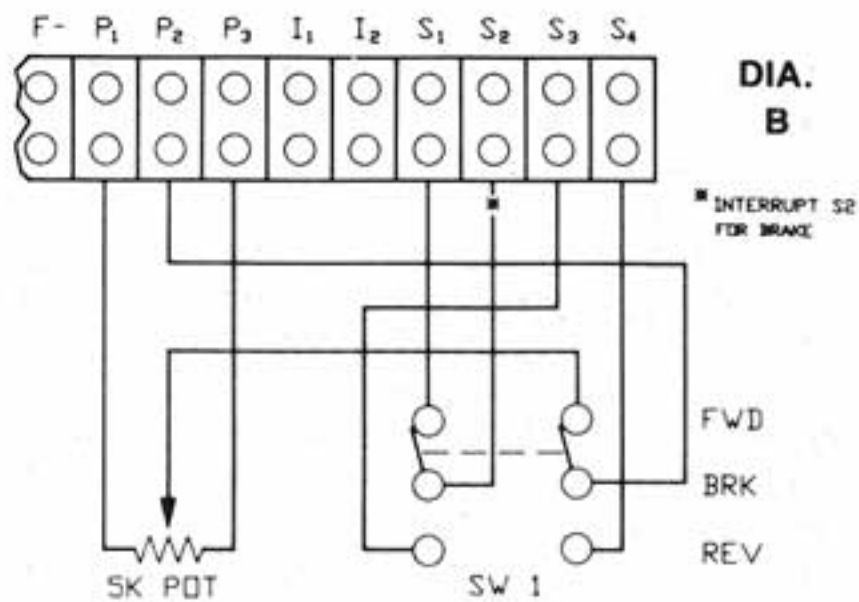 F- P₁ P₂ P₃ I₁ I₂ S₁ S₂ S₃ S₄
DIA.
B
INTERRUPT S2
FOR BRAKE
FWD
BRK
REV
5K POT
SW 1